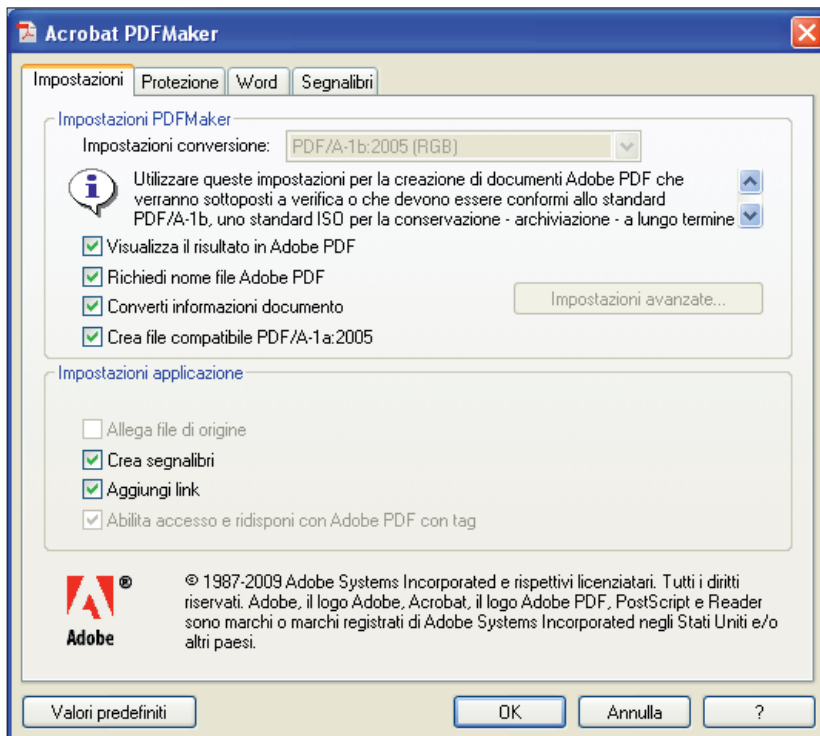 Acrobat PDFMaker
Impostazioni Protezione Word Segnalibri
Impostazioni PDFMaker
Impostazioni conversione: PDF/A-1b:2005 (RGB)
Utilizzare queste impostazioni per la creazione di documenti Adobe PDF che
verranno sottoposti a verifica o che devono essere conformi allo standard
PDF/A-1b, uno standard ISO per la conservazione - archiviazione - a lungo termine
Visualizza il risultato in Adobe PDF
Richiedi nome file Adobe PDF
Converti informazioni documento
Impostazioni avanzate...
Crea file compatibile PDF/A-1a:2005
Impostazioni applicazione
Allega file di origine
Crea segnalibri
Aggiungi link
Abilita accesso e ridisponi con Adobe PDF con tag
Adobe
®
© 1987-2009 Adobe Systems Incorporated e rispettivi licenziatari. Tutti i diritti
riservati. Adobe, il logo Adobe, Acrobat, il logo Adobe PDF, PostScript e Reader
sono marchi o marchi registrati di Adobe Systems Incorporated negli Stati Uniti e/o
altri paesi.
Valori predefiniti OK Annulla ?